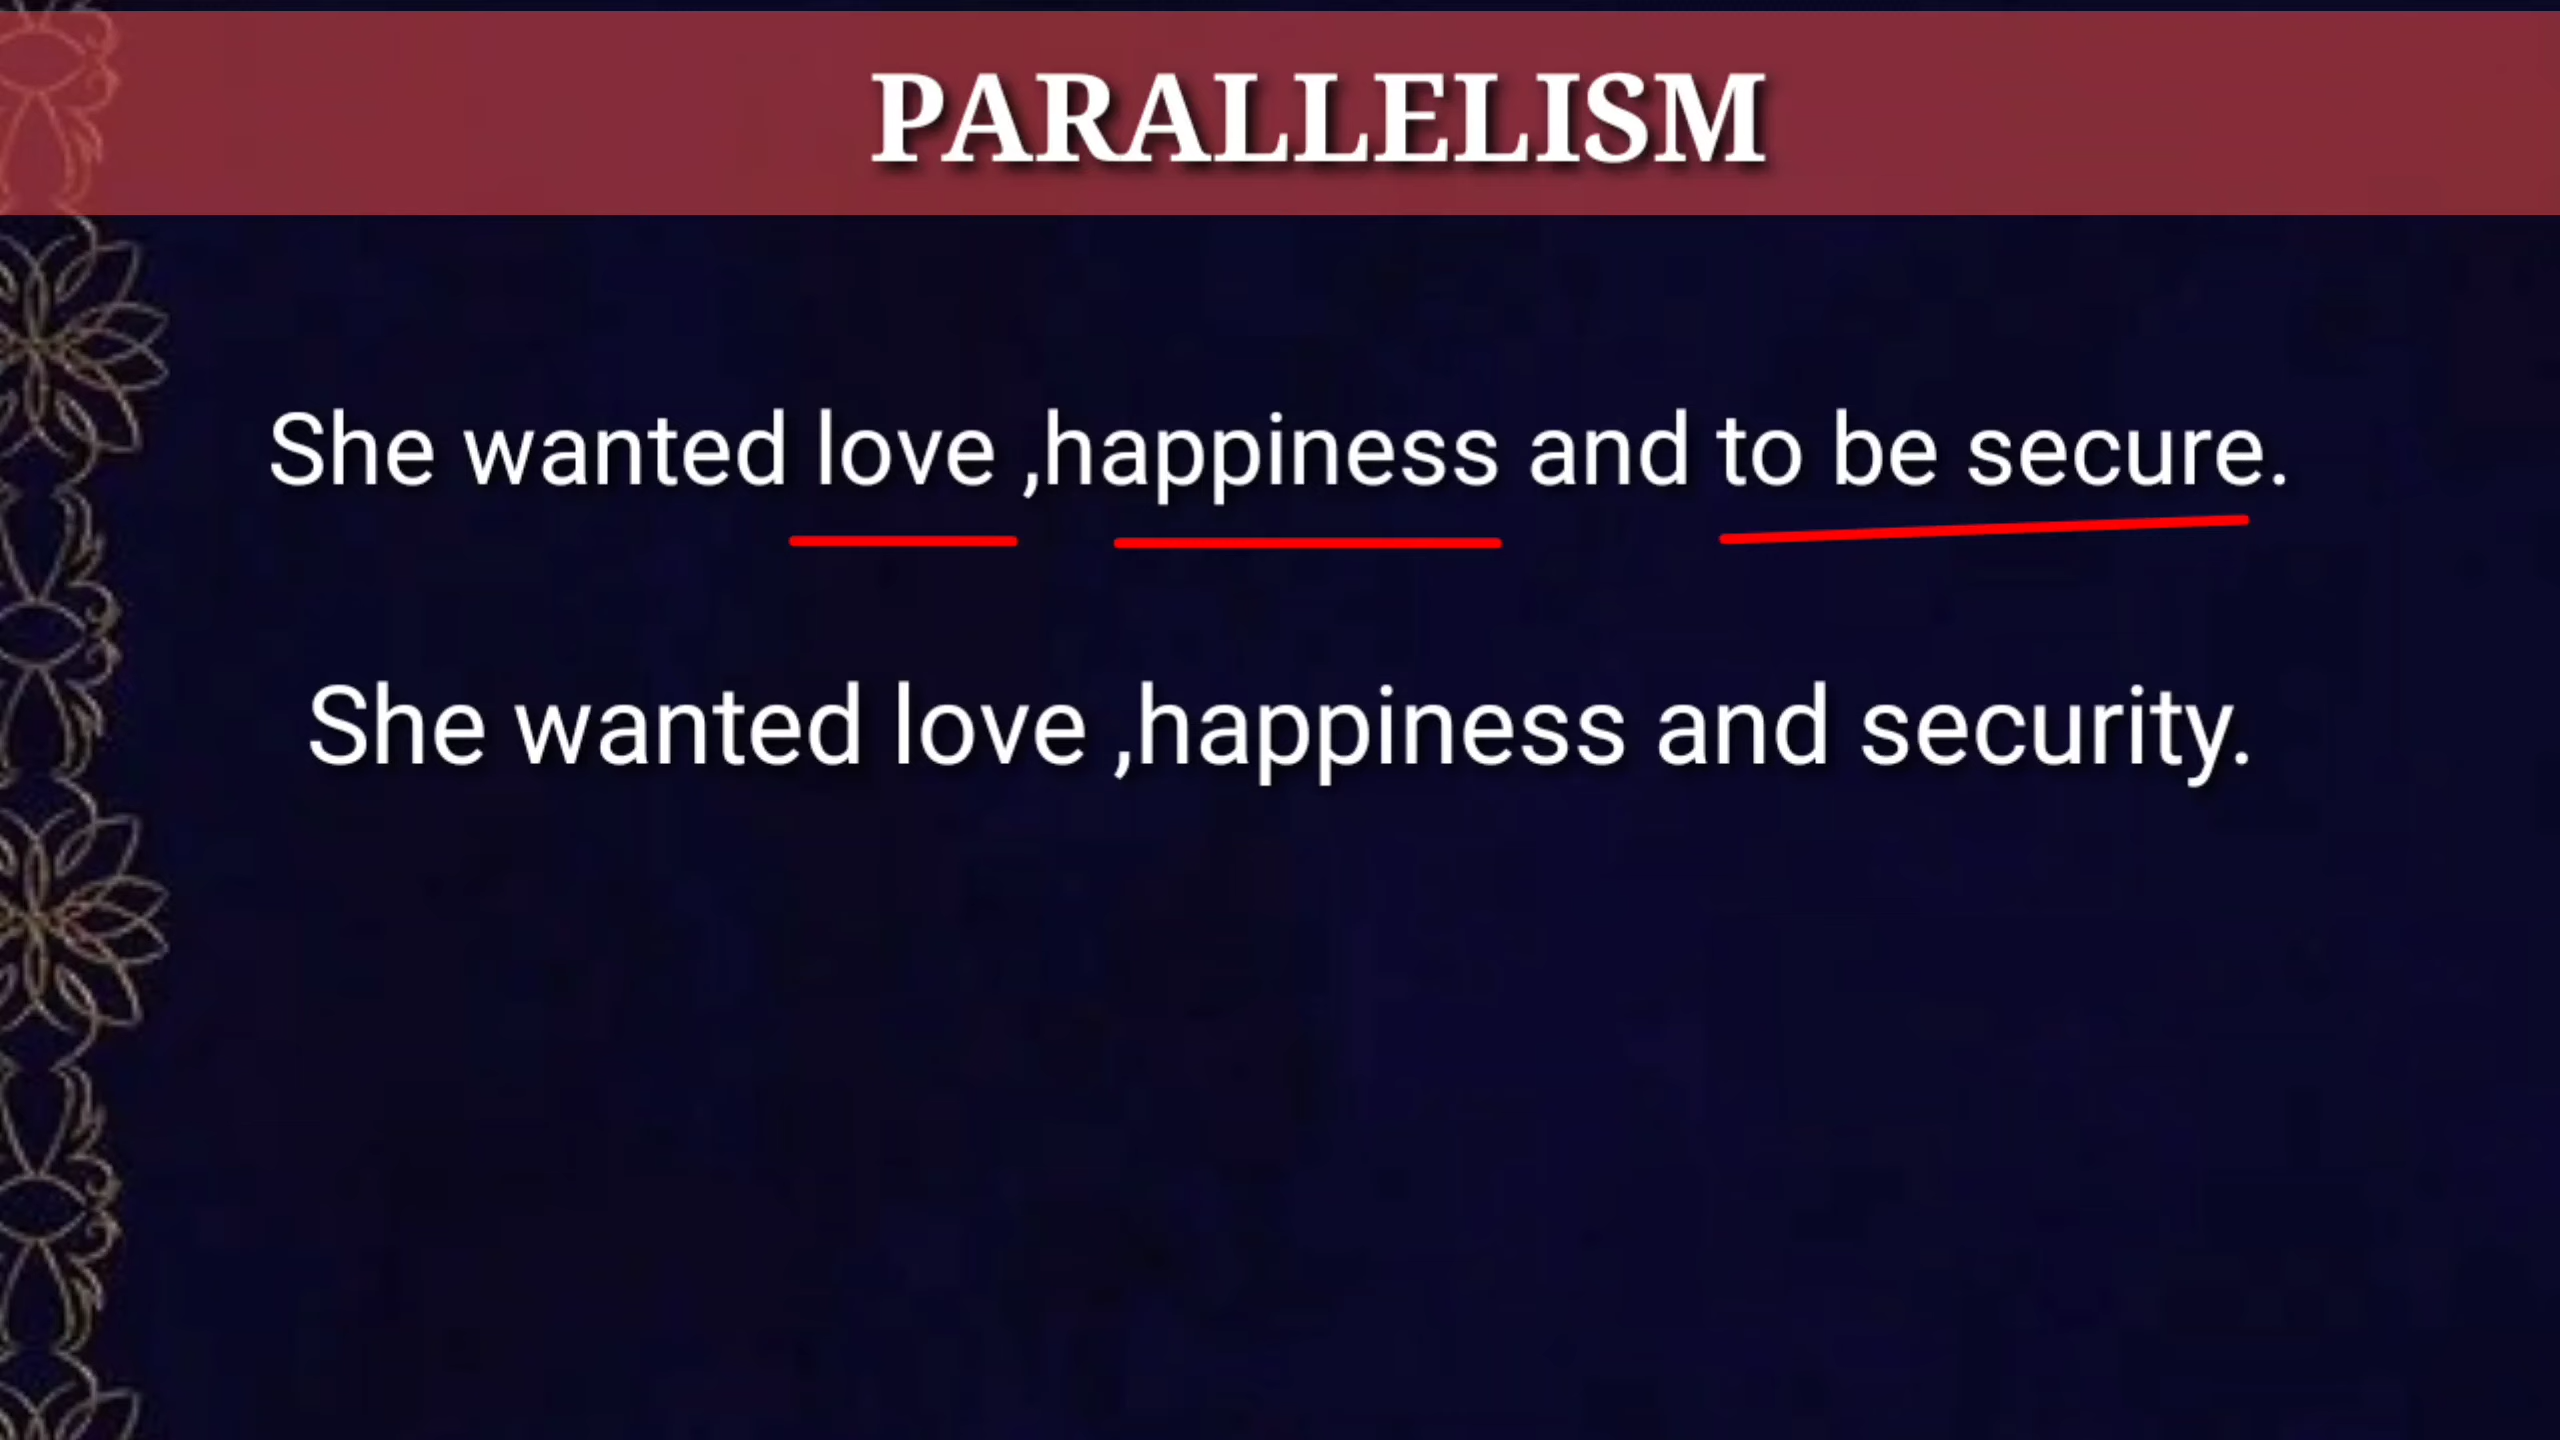 PARALLELISM
She wanted love ,happiness and to be secure.
She wanted love ,happiness and security.